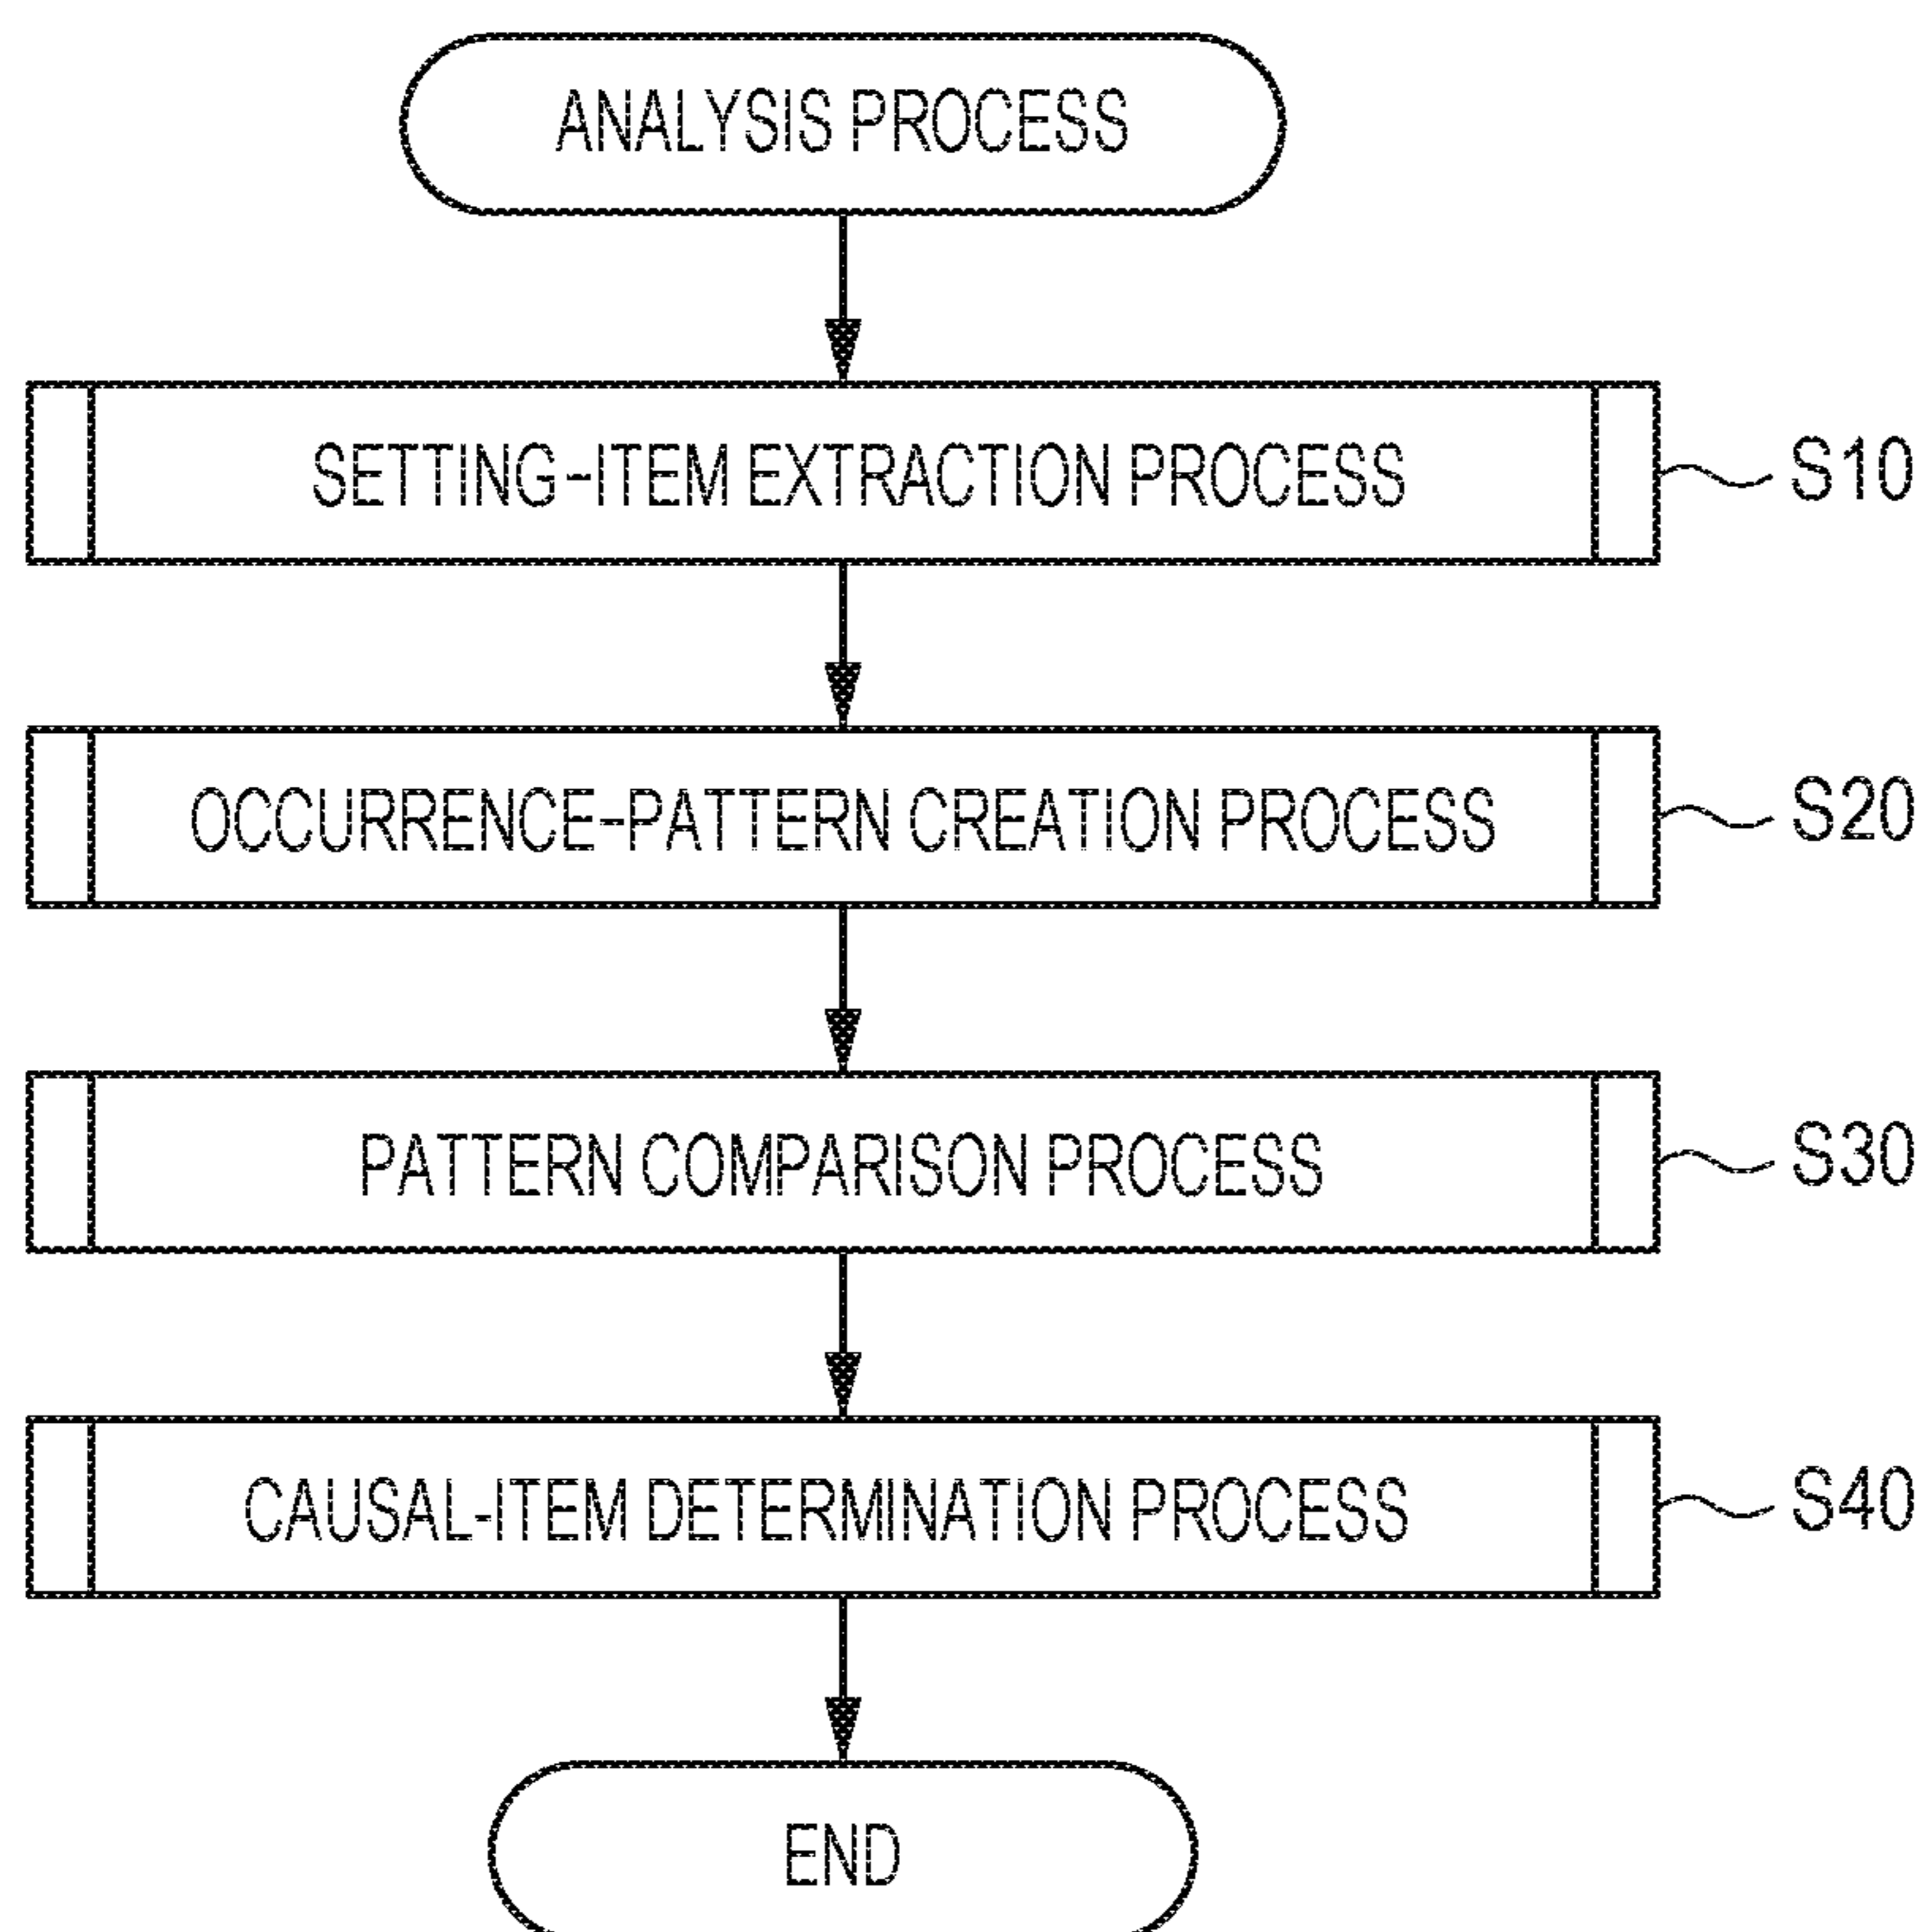 ANALYSIS PROCESS
SETTING-ITEM EXTRACTION PROCESS S10
OCCURRENCE-PATTERN CREATION PROCESS S20
PATTERN COMPARISON PROCESS S30
CAUSAL-ITEM DETERMINATION PROCESS S40
END